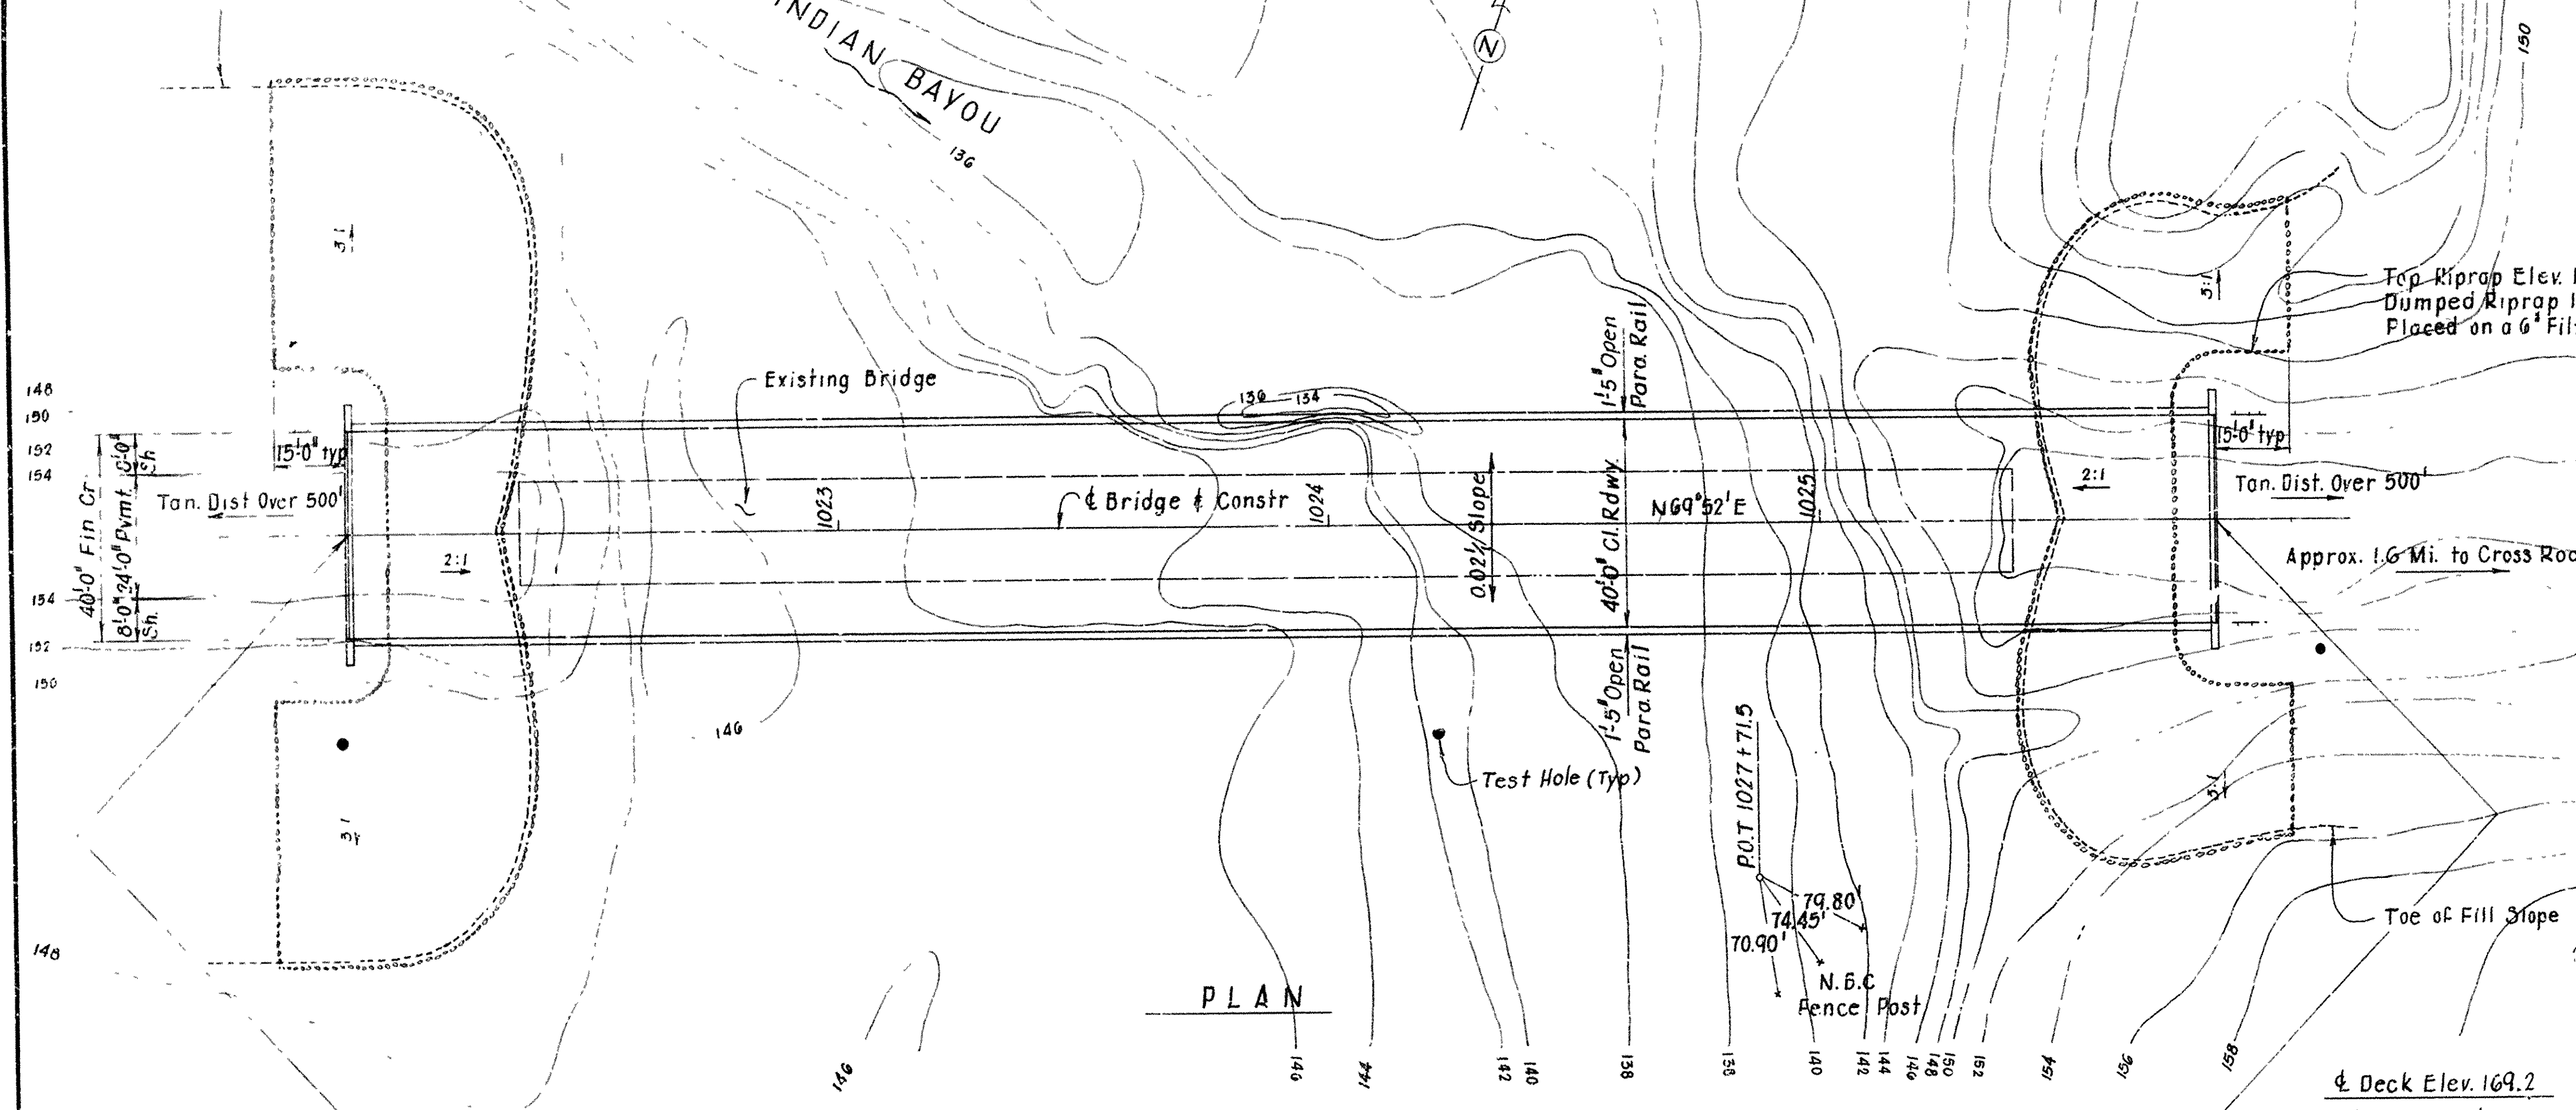 INDIAN BAYOU
N
136
150
3:1
Existing Bridge
136
134
1'-5" Open
Para. Rail
5:1
Top Riprap Elev.
Dumped Riprap
Placed on a 6"
148
150
152
154
154
152
150
148
40'-0" Fin Cr
8'-0" 24'-0" Pvmt.
Sh
Sh.
15'-0" typ
Tan. Dist Over 500'
2:1
1023
℄ Bridge & Constr
1024
0.02'/' Slope
40'-0" Cl. Rdwy.
N69°52'E
1025
2:1
15'-0" typ
Tan. Dist. Over 500'
Approx. 1.6 Mi. to Cross
146
3:1
Test Hole (Typ)
1'-5" Open
Para. Rail
P.O.T 1027+71.5
79.80'
74.45'
70.90'
Fence Post
5:1
Toe of Fill Slope
PLAN
146
146
144
142
140
138
138
140
142
144
146
148
150
152
154
156
158
℄ Deck Elev. 169.2